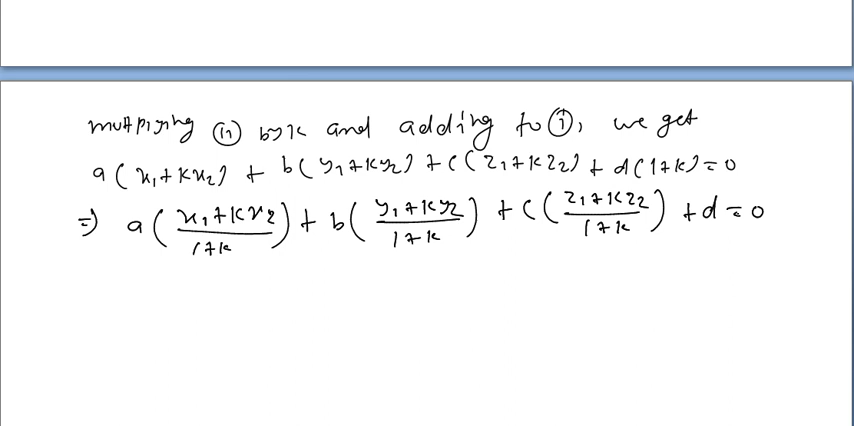 multipiying (ii) by k and adding to (i), we get
a(x₁+kx₂) + b(y₁+ky₂) + c(z₁+kz₂) + d(1+k)=0
⇒ a((x₁+kx₂)/(1+k)) + b((y₁+ky₂)/(1+k)) + c((z₁+kz₂)/(1+k)) + d = 0